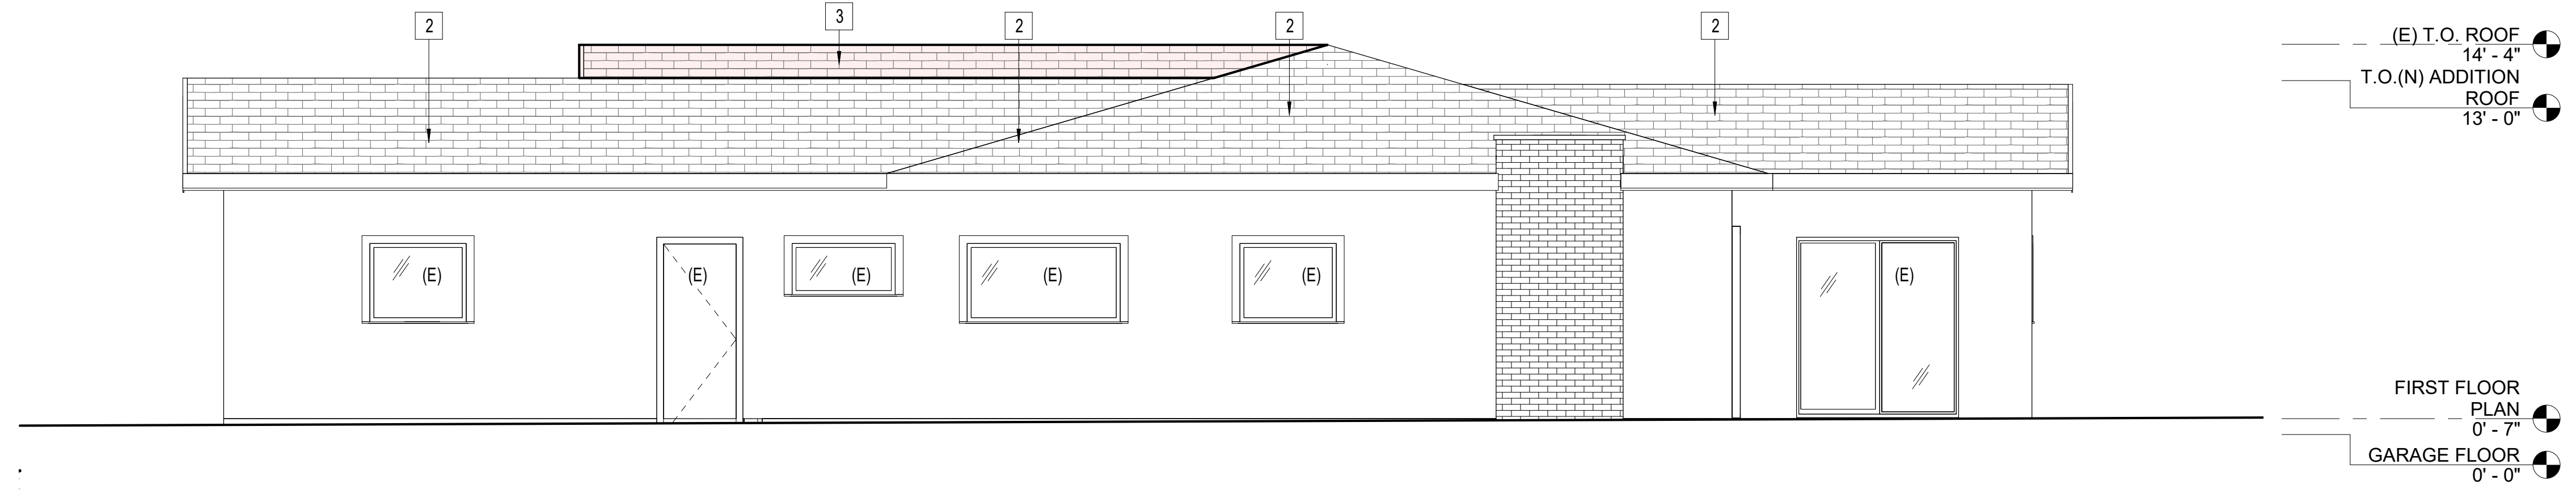 2
3
2
2
2
(E)
(E)
(E)
(E)
(E)
(E)
(E) T.O. ROOF
14' - 4"
T.O.(N) ADDITION
ROOF
13' - 0"
FIRST FLOOR
PLAN
0' - 7"
GARAGE FLOOR
0' - 0"